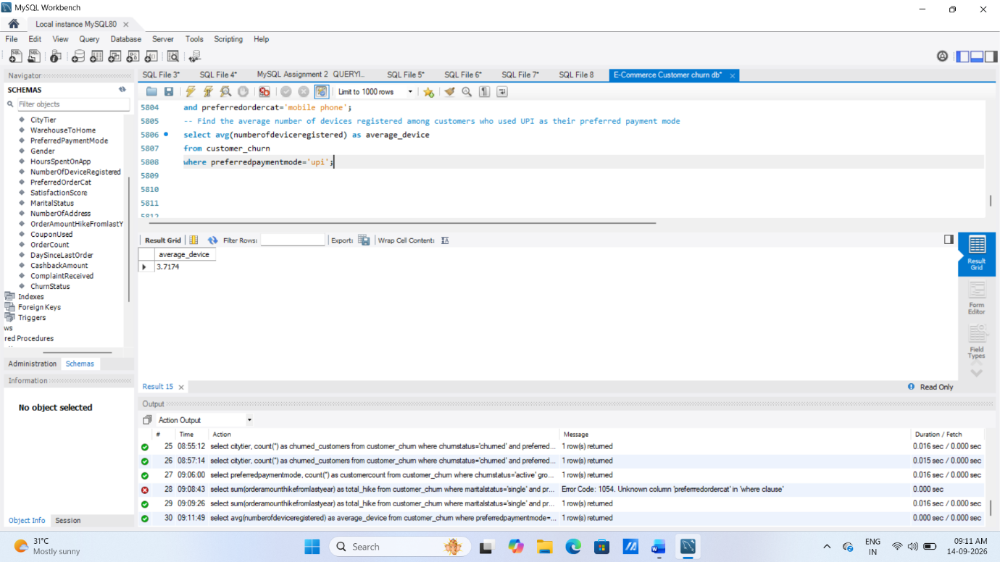 MySQL Workbench
Local instance MySQL80
File Edit View Query Database Server Tools Scripting Help
Navigator
SCHEMAS
Filter objects
CityTier
WarehouseToHome
PreferredPaymentMode
Gender
HoursSpentOnApp
NumberOfDeviceRegistered
PreferredOrderCat
SatisfactionScore
MaritalStatus
NumberOfAddress
OrderAmountHikeFromlastY
CouponUsed
OrderCount
DaySinceLastOrder
CashbackAmount
ComplaintReceived
ChurnStatus
Indexes
Foreign Keys
Triggers
ws
red Procedures
Administration Schemas
Information
No object selected
Object Info Session
SQL File 3* SQL File 4* MySQL Assignment 2 QUERYI... SQL File 5* SQL File 6* SQL File 7* SQL File 8 E-Commerce Customer churn db*
Limit to 1000 rows
5804 and preferredordercat='mobile phone';
5805 -- Find the average number of devices registered among customers who used UPI as their preferred payment mode
5806 select avg(numberofdeviceregistered) as average_device
5807 from customer_churn
5808 where preferredpaymentmode='upi';
5809
5810
5811
5812
Result Grid Filter Rows: Export: Wrap Cell Content:
average_device
3.7174
Result Grid
Form Editor
Field Types
Result 15
Read Only
Output
Action Output
# Time Action Message Duration / Fetch
25 08:55:12 select citytier, count(*) as churned_customers from customer_churn where churnstatus='churned' and preferred... 1 row(s) returned 0.016 sec / 0.000 sec
26 08:57:14 select citytier, count(*) as churned_customers from customer_churn where churnstatus='churned' and preferred... 1 row(s) returned 0.015 sec / 0.000 sec
27 09:06:00 select preferredpaymentmode, count(*) as customercount from customer_churn where churnstatus='active' gro... 1 row(s) returned 0.016 sec / 0.000 sec
28 09:08:43 select sum(orderamounthikefromlastyear) as total_hike from customer_churn where maritalstatus='single' and pr... Error Code: 1054. Unknown column 'preferrredordercat' in 'where clause' 0.000 sec
29 09:09:26 select sum(orderamounthikefromlastyear) as total_hike from customer_churn where maritalstatus='single' and pr... 1 row(s) returned 0.016 sec / 0.000 sec
30 09:11:49 select avg(numberofdeviceregistered) as average_device from customer_churn where preferredpaymentmode=... 1 row(s) returned 0.000 sec / 0.000 sec
31°C
Mostly sunny
Search
ENG
IN
09:11 AM
14-09-2026